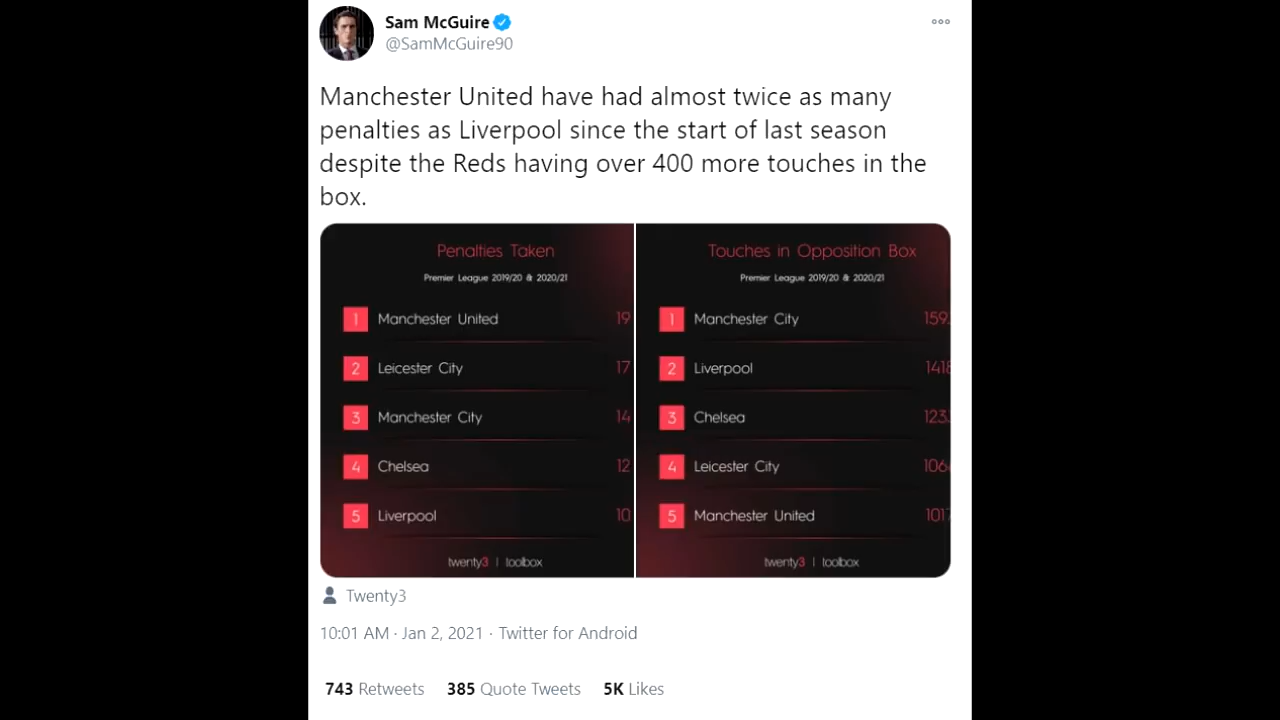 Sam McGuire
@SamMcGuire90
Manchester United have had almost twice as many
penalties as Liverpool since the start of last season
despite the Reds having over 400 more touches in the
box.
Penalties Taken
Premier League 2019/20 & 2020/21
1 Manchester United 19
2 Leicester City 17
3 Manchester City 14
4 Chelsea 12
5 Liverpool 10
twenty3 | toolbox
Touches in Opposition Box
Premier League 2019/20 & 2020/21
1 Manchester City 159
2 Liverpool 1418
3 Chelsea 123
4 Leicester City 106
5 Manchester United 1017
twenty3 | toolbox
Twenty3
10:01 AM · Jan 2, 2021 · Twitter for Android
743 Retweets 385 Quote Tweets 5K Likes